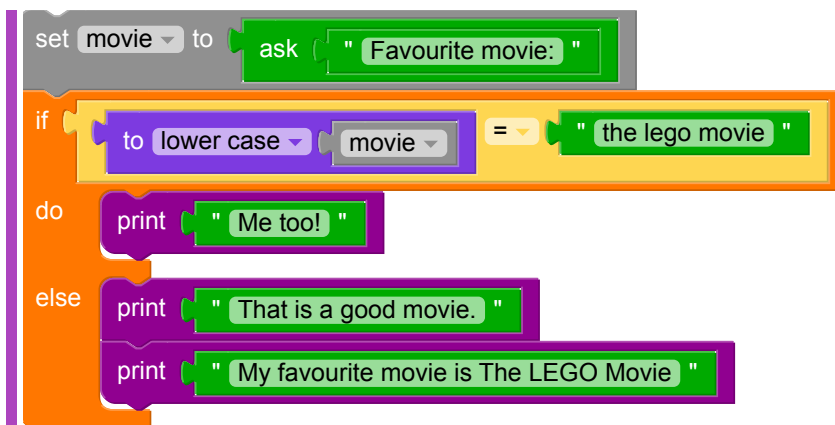 set movie to ask " Favourite movie: "
if to lower case movie = " the lego movie "
do print " Me too! "
else print " That is a good movie. "
print " My favourite movie is The LEGO Movie "